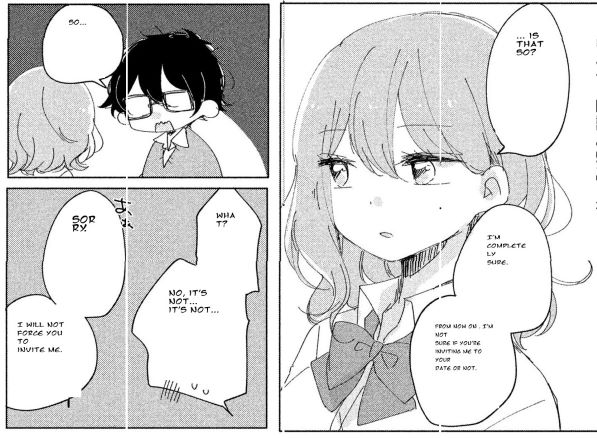 ... IS
THAT
SO?
I'M
COMPLETE
LY
SURE.
FROM NOW ON , I'M
NOT
SURE IF YOU'RE
INVITING ME TO
YOUR
DATE OR NOT.
SO...
WHA
T?
NO, IT'S
NOT...
IT'S NOT...
SOR
RY.
I WILL NOT
FORCE YOU
TO
INVITE ME.